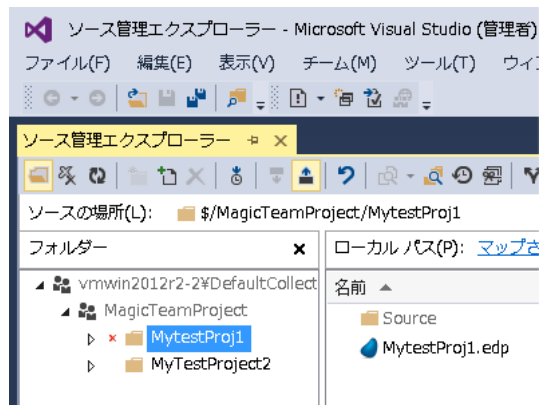 ソース管理エクスプローラー - Microsoft Visual Studio (管理者)
ファイル(F) 編集(E) 表示(V) チーム(M) ツール(T)
ソース管理エクスプローラー
ソースの場所(L): $/MagicTeamProject/MytestProj1
フォルダー
ローカル パス(P):
vmwin2012r2-2¥DefaultCollect
名前
MagicTeamProject
Source
MytestProj1
MytestProj1.edp
MyTestProject2